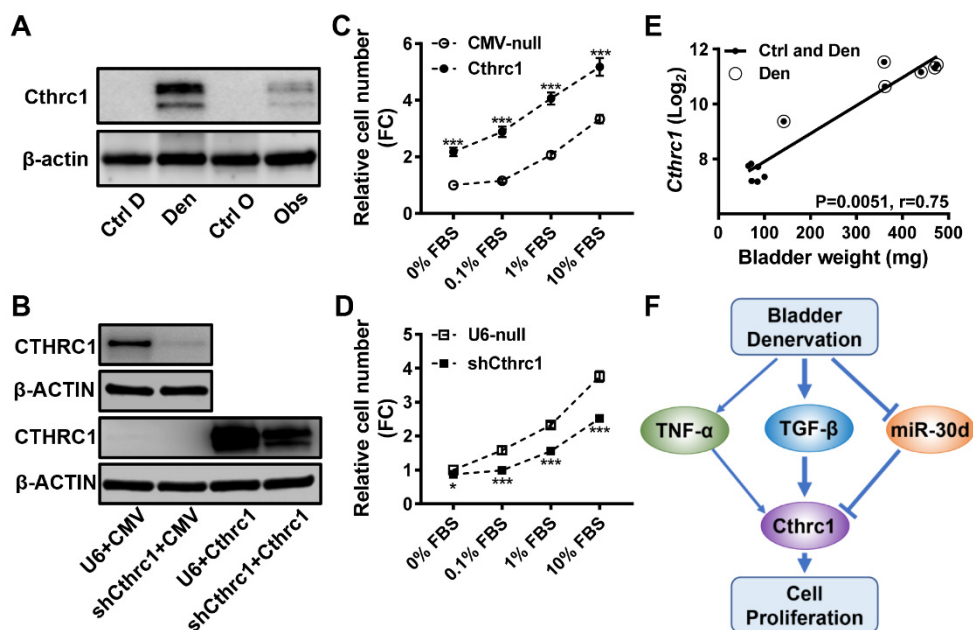 A
Cthrc1
β-actin
Ctrl D
Den
Ctrl O
Obs
B
CTHRC1
β-ACTIN
CTHRC1
β-ACTIN
U6+CMV
shCthrc1+CMV
U6+Cthrc1
shCthrc1+Cthrc1
C
Relative cell number
(FC)
6
4
2
0
CMV-null
Cthrc1
***
***
***
***
0% FBS
0.1% FBS
1% FBS
10% FBS
D
Relative cell number
(FC)
5
4
3
2
1
0
U6-null
shCthrc1
*
***
***
***
0% FBS
0.1% FBS
1% FBS
10% FBS
E
Cthrc1 (Log2)
12
10
8
6
Ctrl and Den
Den
P=0.0051, r=0.75
0 100 200 300 400 500
Bladder weight (mg)
F
Bladder
Denervation
TNF-α
TGF-β
miR-30d
Cthrc1
Cell
Proliferation